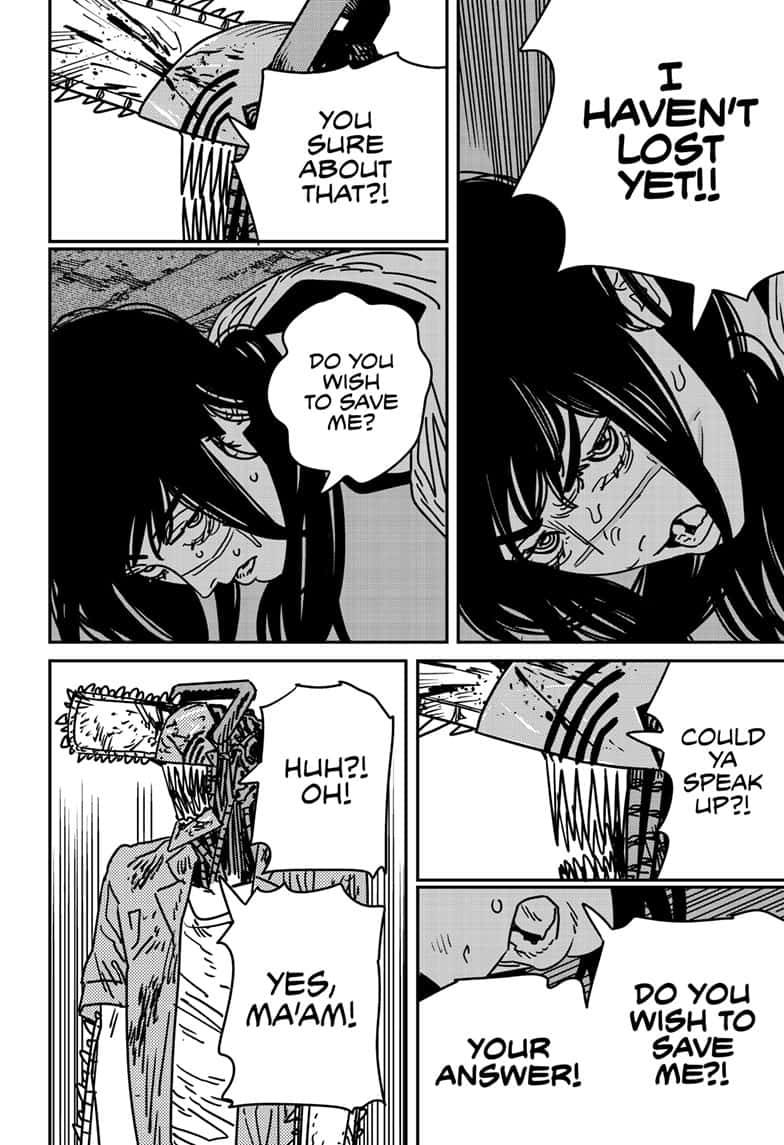 I
HAVEN'T
LOST
YET!!
YOU
SURE
ABOUT
THAT?!
DO YOU
WISH
TO SAVE
ME?
COULD
YA
SPEAK
UP?!
DO YOU
WISH TO
SAVE
ME?!
YOUR
ANSWER!
HUH?!
OH!
YES,
MA'AM!